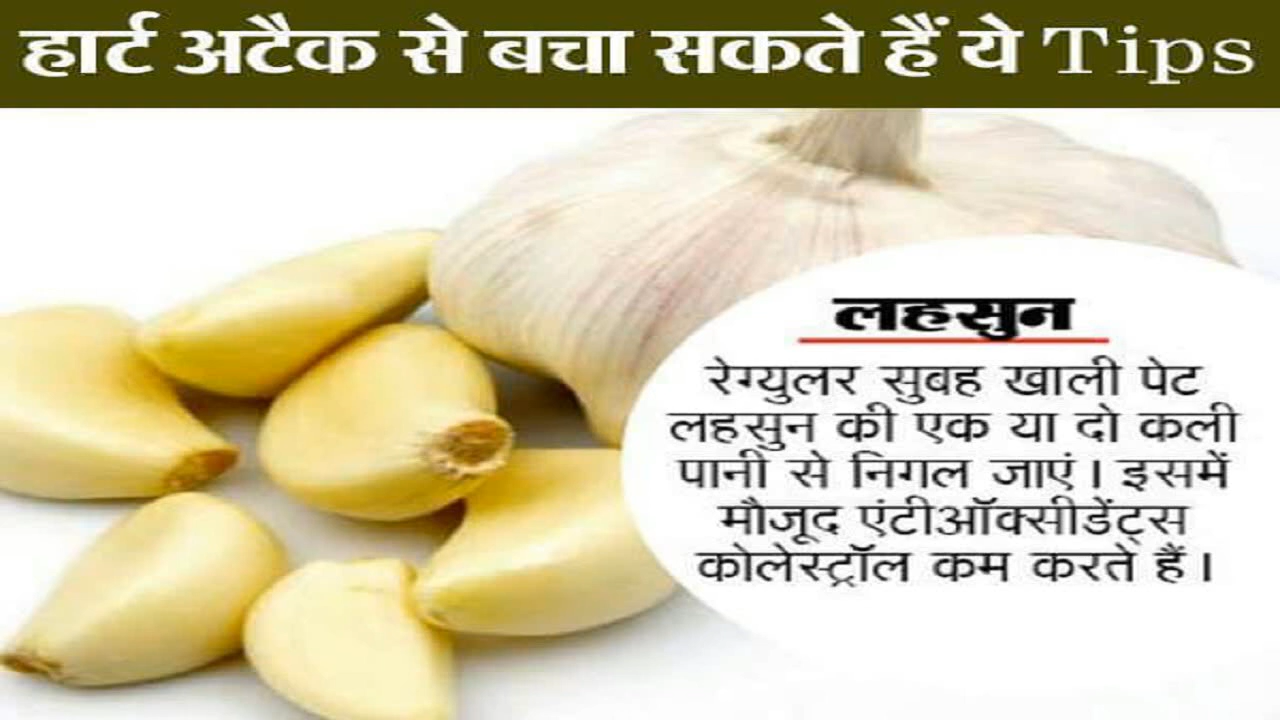 हार्ट अटैक से बचा सकते हैं ये Tips
लहसुन
रेग्युलर सुबह खाली पेट
लहसुन की एक या दो कली
पानी से निगल जाएं। इसमें
मौजूद एंटीऑक्सीडेंट्स
कोलेस्ट्रॉल कम करते हैं।